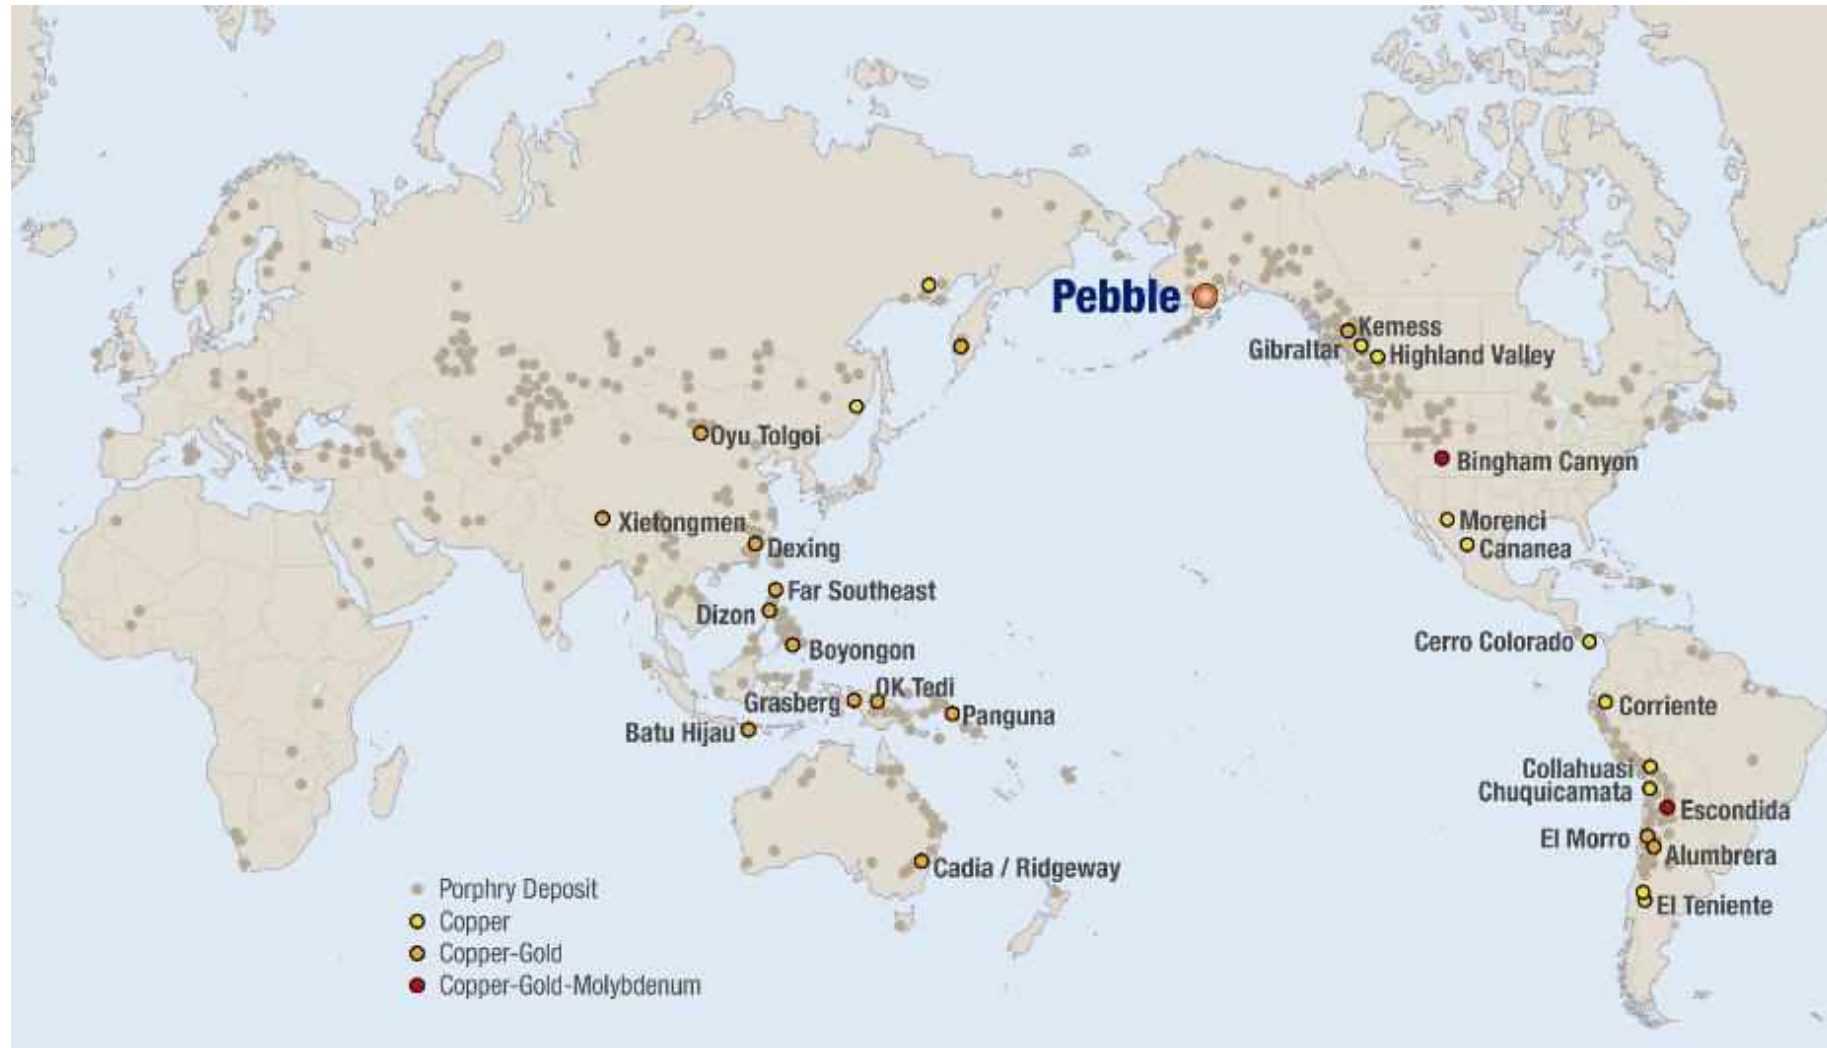 Pebble
Kemess
Gibraltar
Highland Valley
Oyu Tolgoi
Bingham Canyon
Xietongmen
Morenci
Dexing
Cananea
Far Southeast
Dizon
Cerro Colorado
Boyongon
OK Tedi
Grasberg
Corriente
Panguna
Batu Hijau
Collahuasi
Chuquicamata
Escondida
El Morro
Alumbrera
Cadia / Ridgeway
El Teniente
Porphry Deposit
Copper
Copper-Gold
Copper-Gold-Molybdenum